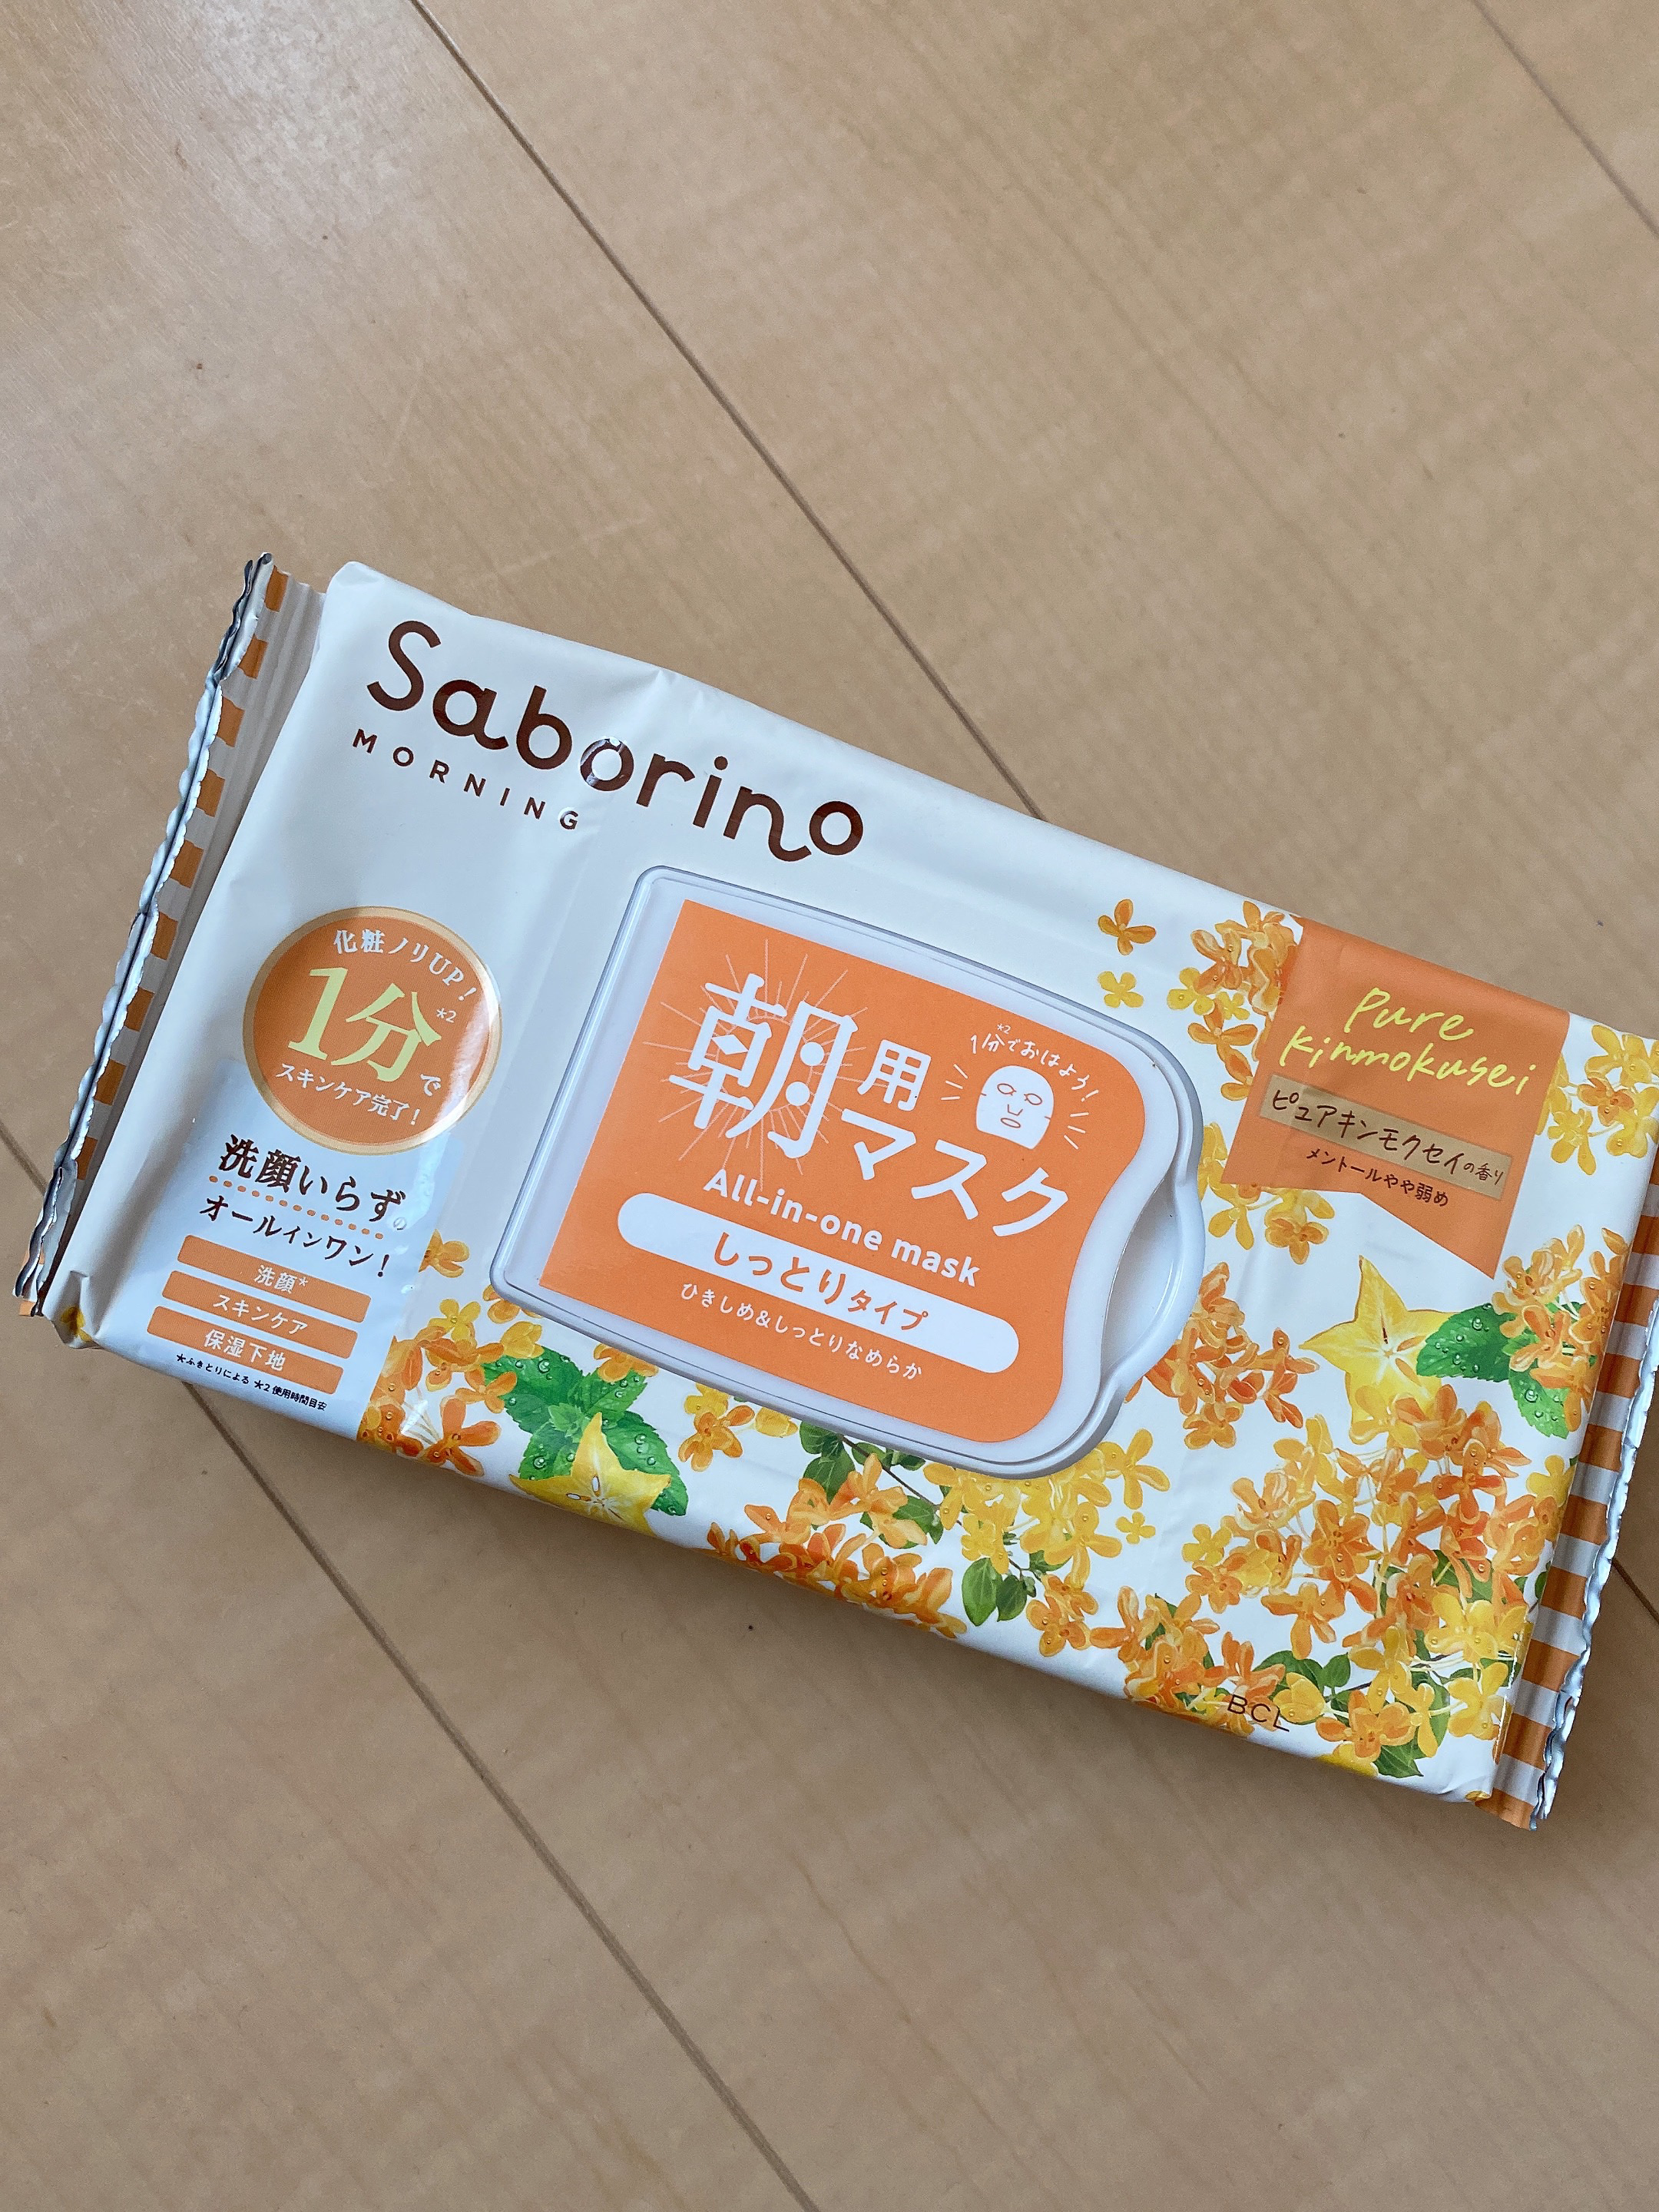 Saborino
MORNING
化粧ノリUP!
1分*2で
スキンケア完了!
洗顔いらずの
オールインワン!
洗顔*
スキンケア
保湿下地
*ふきとりによる *2 使用時間目安
朝用マスク
*2
1分でおはよう!
All-in-one mask
しっとりタイプ
ひきしめ&しっとりなめらか
Pure
Kinmokusei
ピュアキンモクセイの香り
メントールやや弱め
BCL